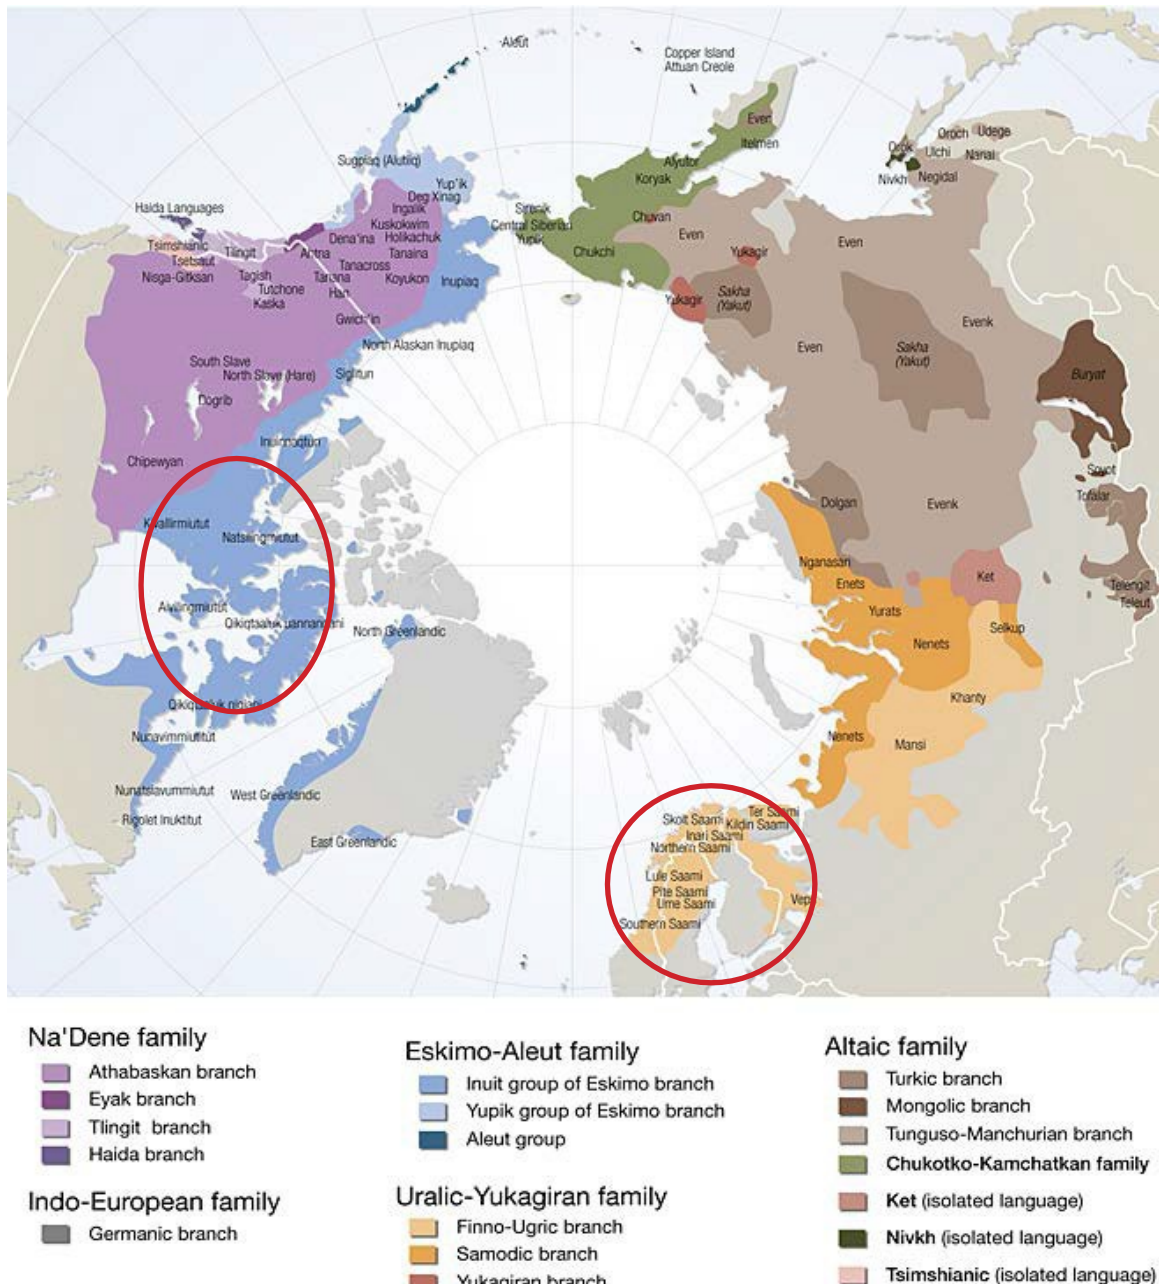 Aleut
Copper Island
Attuan Creole
Even
Itelmen
Alyutor
Koryak
Oroch
Udege
Orok
Ulchi
Nanai
Nivkh
Negidal
Sugpiaq (Alutiiq)
Yup'ik
Deg Xinag
Ingalik
Kuskokwim
Holikachuk
Dena'ina
Tanaina
Ahtna
Tanacross
Tanana
Koyukon
Han
Gwich'in
Inupiaq
Haida Languages
Tsimshianic
Tsetsaut
Nisga-Gitksan
Tlingit
Tagish
Tutchone
Kaska
Sirenik
Central Siberian
Yupik
Chukchi
Chuvan
Even
Yukagir
Even
Yukagir
Sakha
(Yakut)
Evenk
Even
Sakha
(Yakut)
Buryat
North Alaskan Inupiaq
Siglitun
South Slave
North Slave (Hare)
Dogrib
Inuinnaqtun
Chipewyan
Soyot
Tofalar
Dolgan
Evenk
Natsilingmiutut
Nganasan
Enets
Ket
Telengit
Teleut
Yurats
Selkup
Nenets
North Greenlandic
Khanty
Nenets
Mansi
Nunavimmiutitut
Nunatsiavummiutut
West Greenlandic
Rigolet Inuktitut
East Greenlandic
Skolt Saami
Ter Saami
Kildin Saami
Inari Saami
Northern Saami
Lule Saami
Pite Saami
Ume Saami
Southern Saami
Na'Dene family
Athabaskan branch
Eyak branch
Tlingit branch
Haida branch
Indo-European family
Germanic branch
Eskimo-Aleut family
Inuit group of Eskimo branch
Yupik group of Eskimo branch
Aleut group
Uralic-Yukagiran family
Finno-Ugric branch
Samodic branch
Yukagiran branch
Altaic family
Turkic branch
Mongolic branch
Tunguso-Manchurian branch
Chukotko-Kamchatkan family
Ket (isolated language)
Nivkh (isolated language)
Tsimshianic (isolated language)